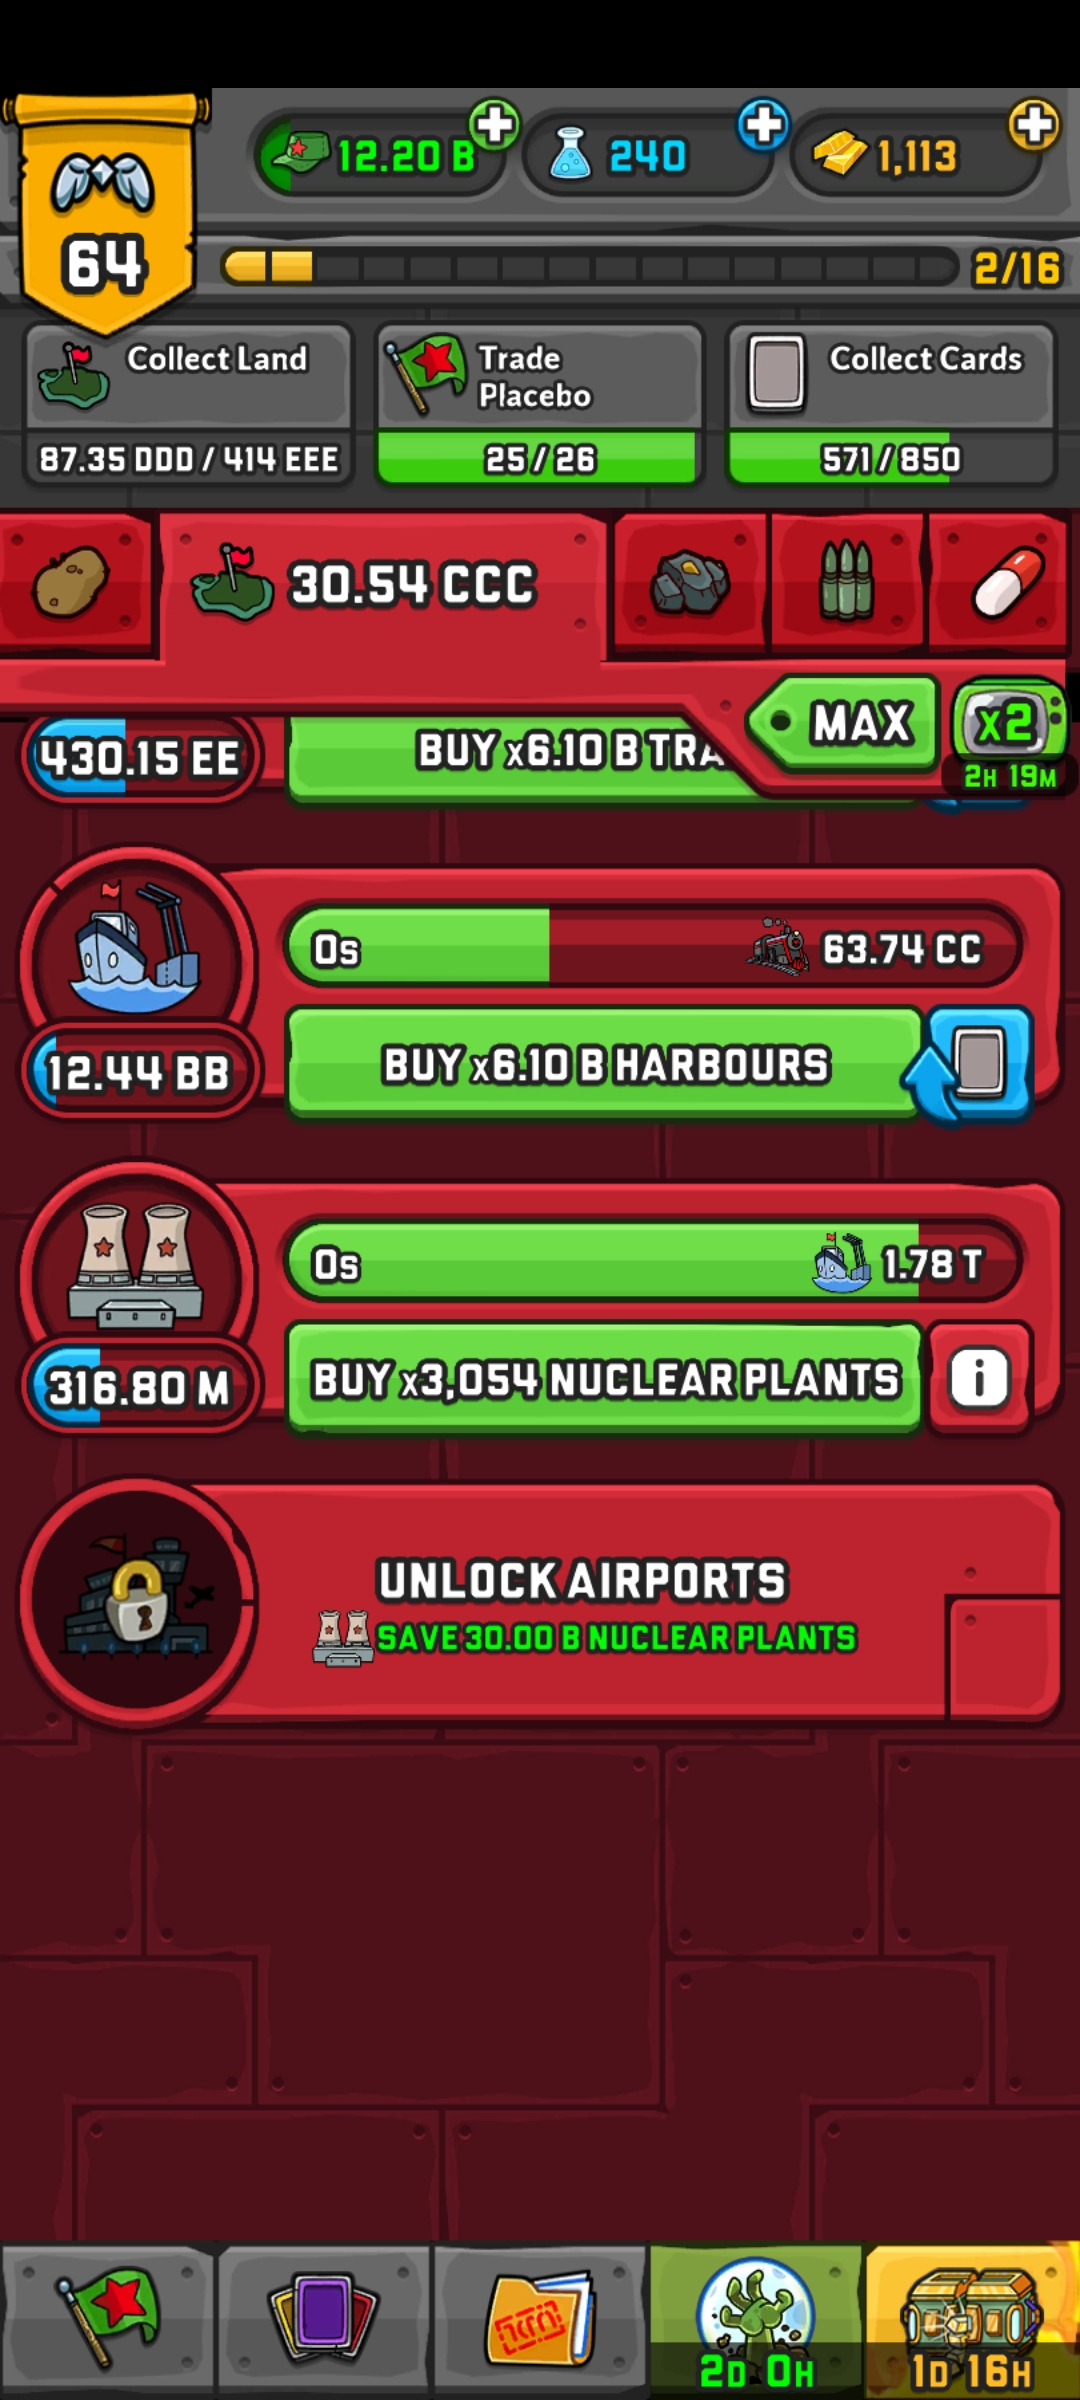 12.20 B
240
1,113
64
2/16
Collect Land
87.35 DDD / 414 EEE
Trade
Placebo
25 / 26
Collect Cards
571 / 850
30.54 CCC
MAX
x2
2H 19M
430.15 EE
BUY x6.10 B TRA
0s
63.74 CC
12.44 BB
BUY x6.10 B HARBOURS
0s
1.78 T
316.80 M
BUY x3,054 NUCLEAR PLANTS
i
UNLOCK AIRPORTS
SAVE 30.00 B NUCLEAR PLANTS
2D 0H
1D 16H